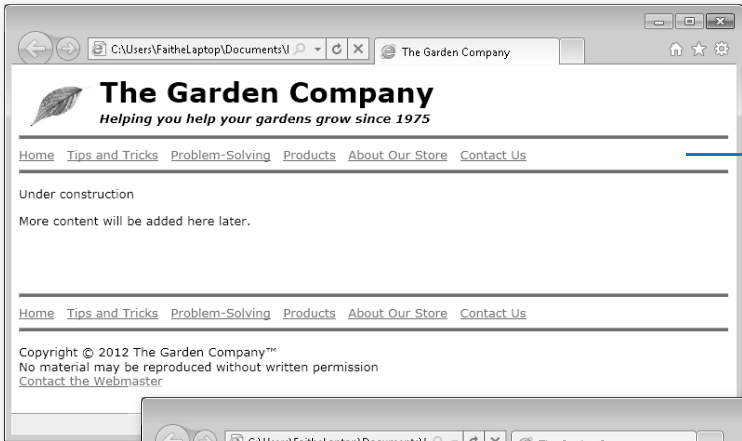 C:\Users\FaitheLaptop\Documents\
The Garden Company
The Garden Company
Helping you help your gardens grow since 1975
Home Tips and Tricks Problem-Solving Products About Our Store Contact Us
Under construction
More content will be added here later.
Home Tips and Tricks Problem-Solving Products About Our Store Contact Us
Copyright © 2012 The Garden Company™
No material may be reproduced without written permission
Contact the Webmaster